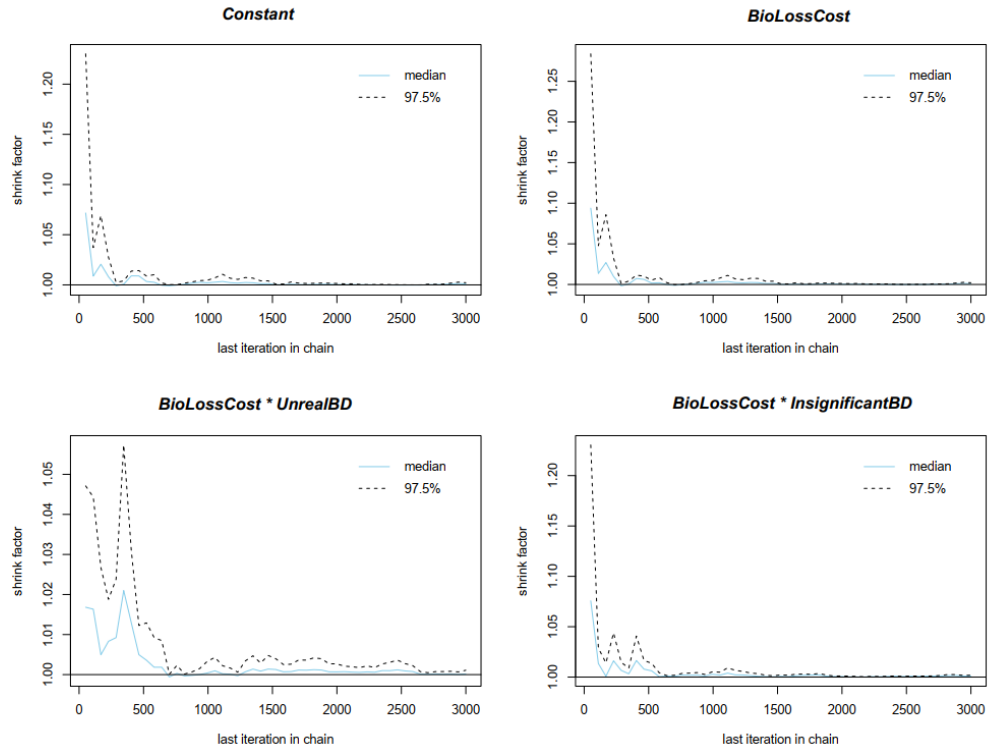 Constant
shrink factor
1.00 1.05 1.10 1.15 1.20
median
97.5%
0 500 1000 1500 2000 2500 3000
last iteration in chain
BioLossCost
shrink factor
1.00 1.05 1.10 1.15 1.20 1.25
median
97.5%
0 500 1000 1500 2000 2500 3000
last iteration in chain
BioLossCost * UnrealBD
shrink factor
1.00 1.01 1.02 1.03 1.04 1.05
median
97.5%
0 500 1000 1500 2000 2500 3000
last iteration in chain
BioLossCost * InsignificantBD
shrink factor
1.00 1.05 1.10 1.15 1.20
median
97.5%
0 500 1000 1500 2000 2500 3000
last iteration in chain